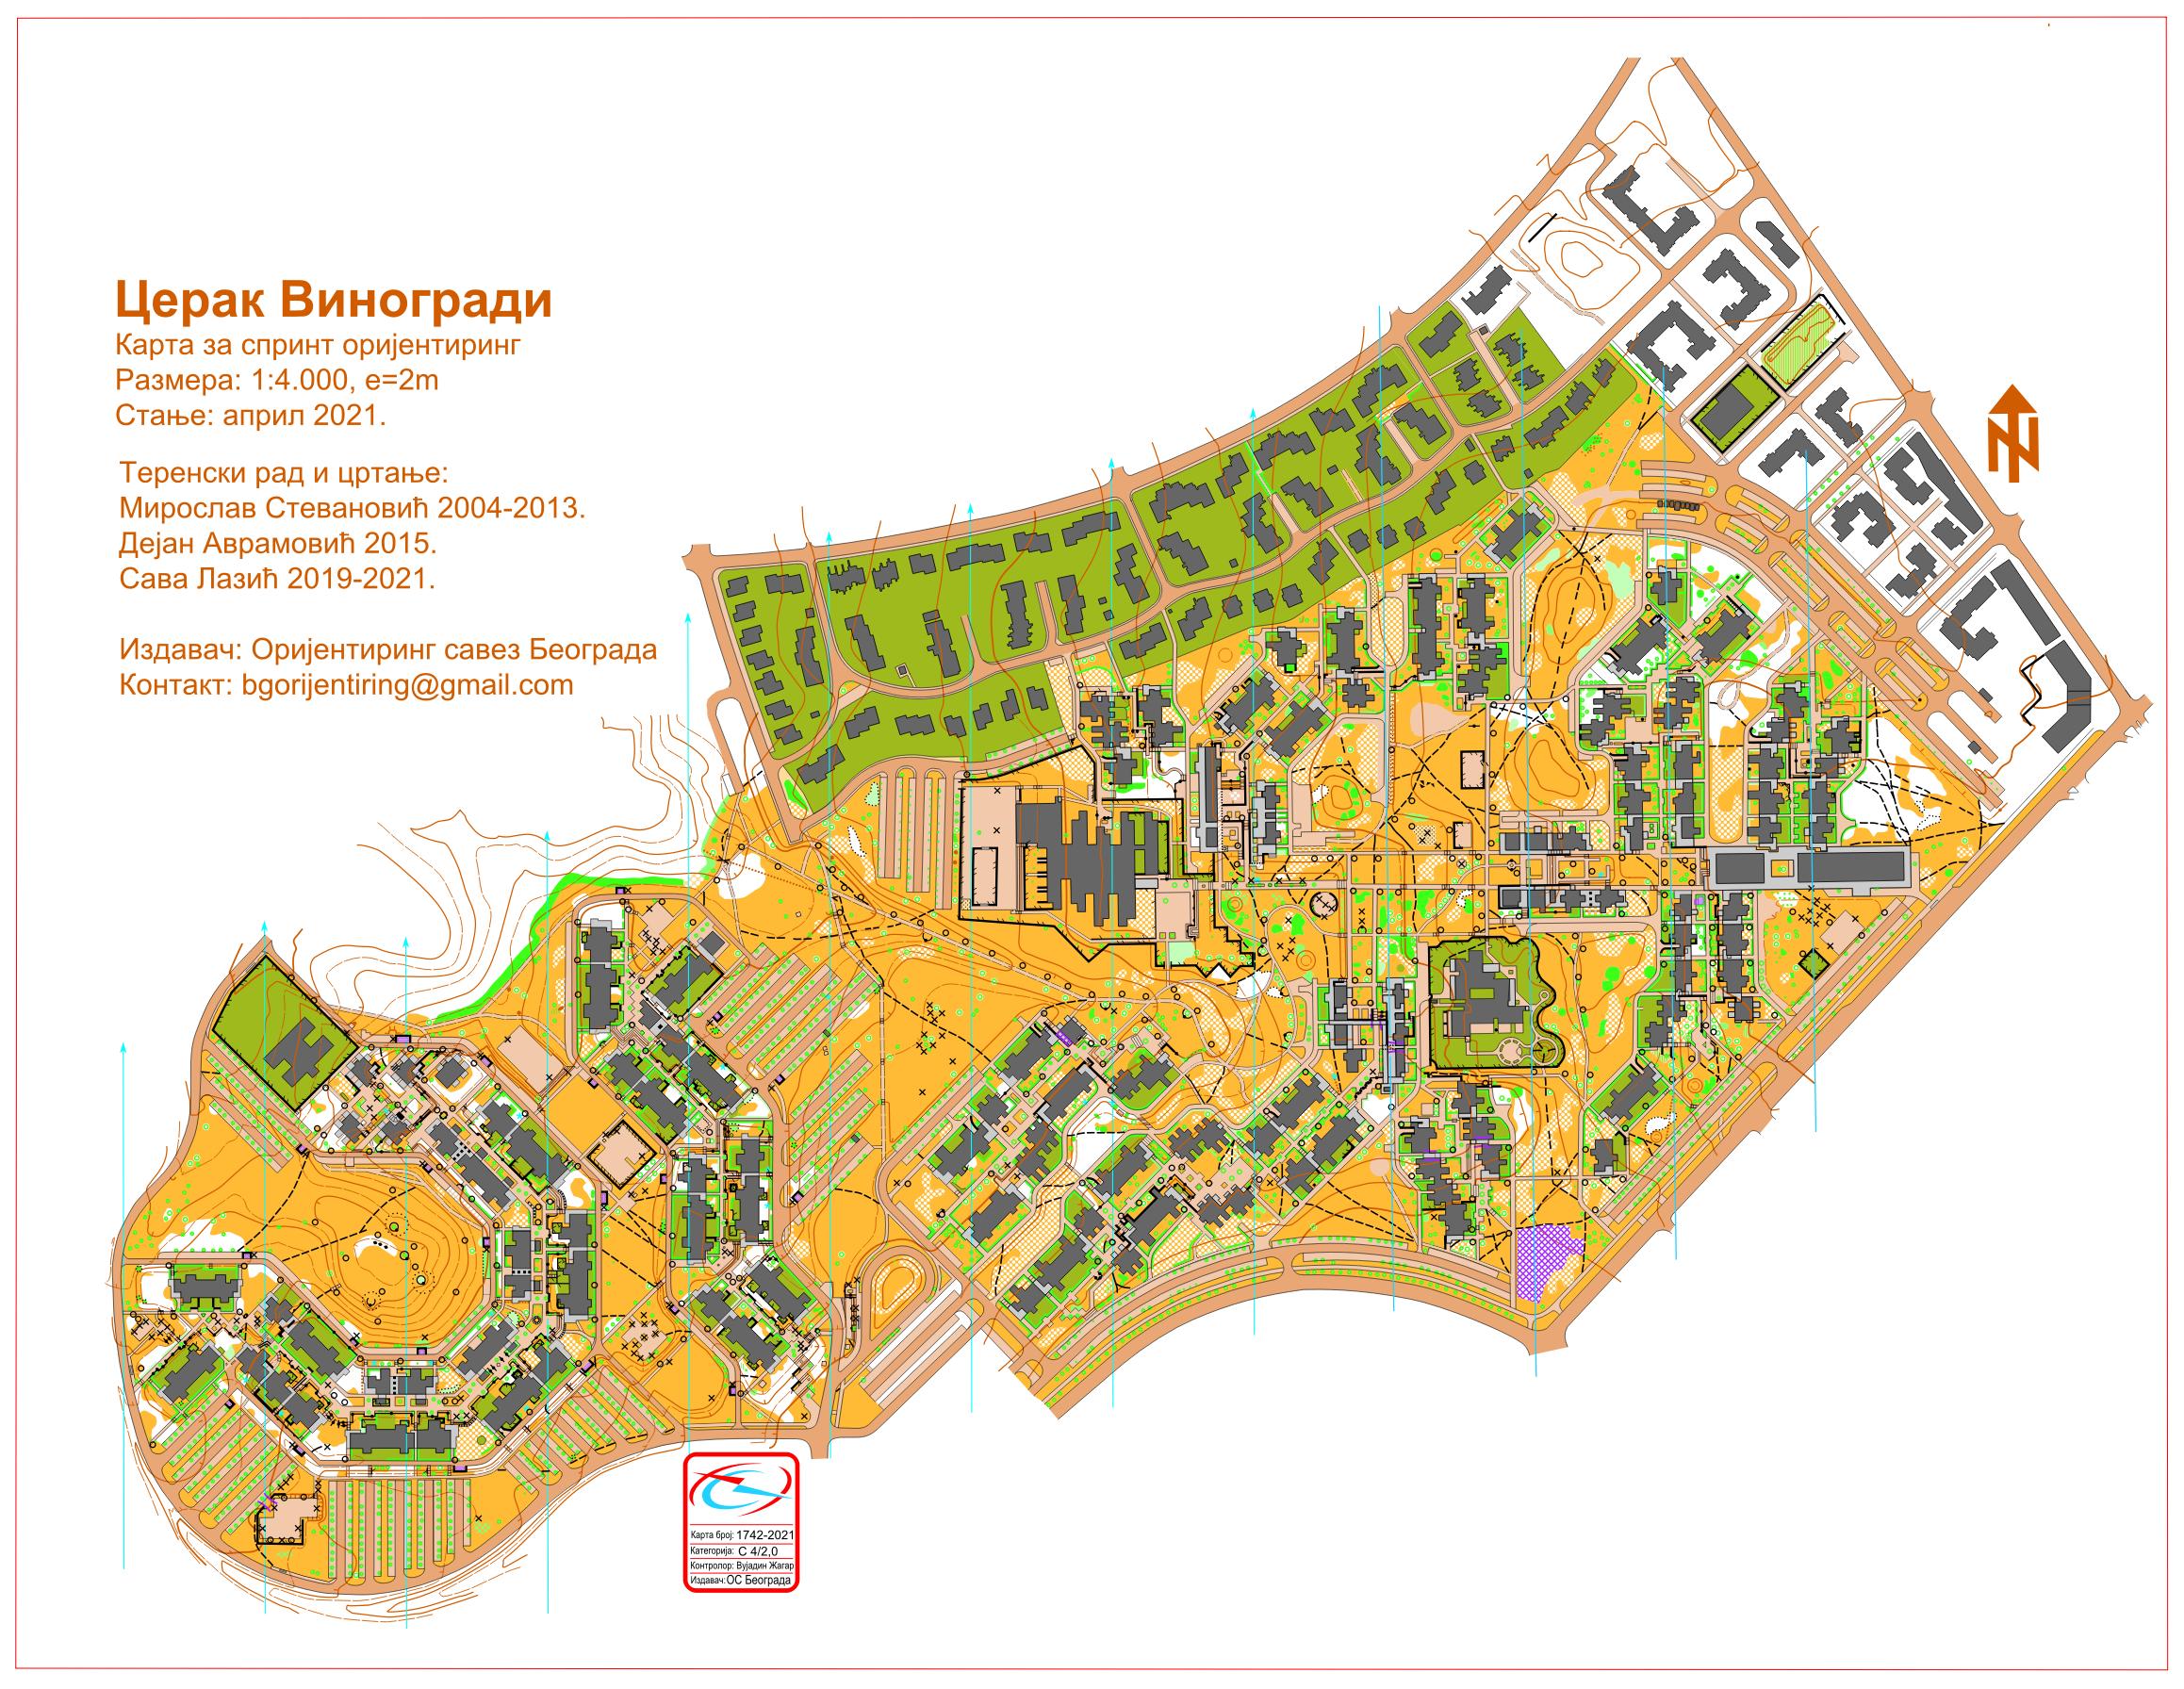 Церак Виногради
Карта за спринт оријентиринг
Размера: 1:4.000, e=2m
Стање: април 2021.
Теренски рад и цртање:
Мирослав Стевановић 2004-2013.
Дејан Аврамовић 2015.
Сава Лазић 2019-2021.
Издавач: Оријентиринг савез Београда
Контакт: bgorijentiring@gmail.com
N
Карта број: 1742-2021
Категорија: С 4/2,0
Контролор: Вујадин Жагар
Издавач: ОС Београда